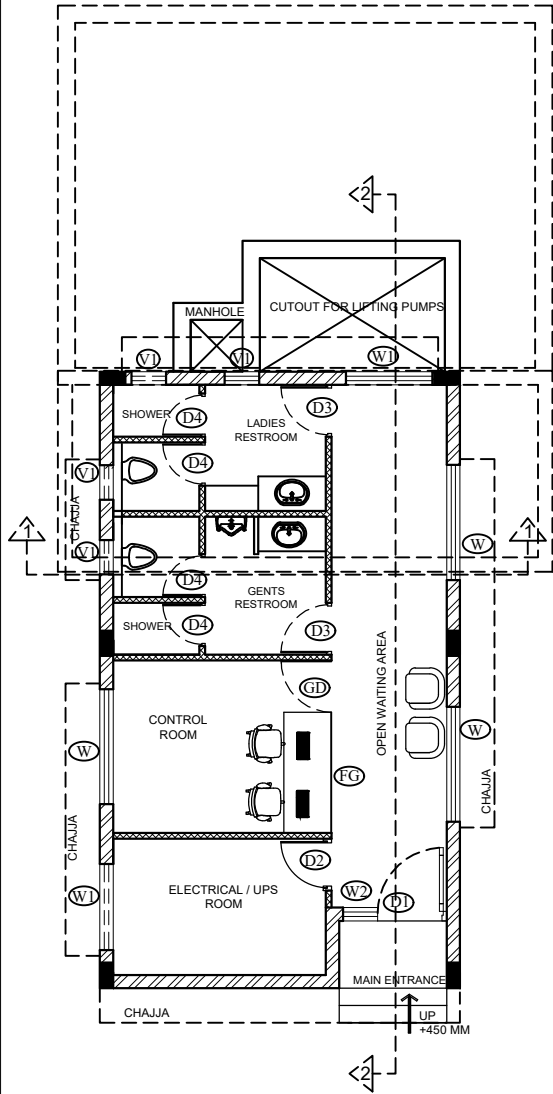 2
MANHOLE
CUTOUT FOR LIFTING PUMPS
V1
V1
W1
SHOWER
D4
LADIES
RESTROOM
D3
D4
V1
CHAJJA
1
1
V1
W
D4
GENTS
RESTROOM
SHOWER
D4
D3
GD
CONTROL
ROOM
OPEN WAITING AREA
W
W
FG
CHAJJA
CHAJJA
D2
ELECTRICAL / UPS
ROOM
W1
W2
D1
MAIN ENTRANCE
CHAJJA
UP
+450 MM
2